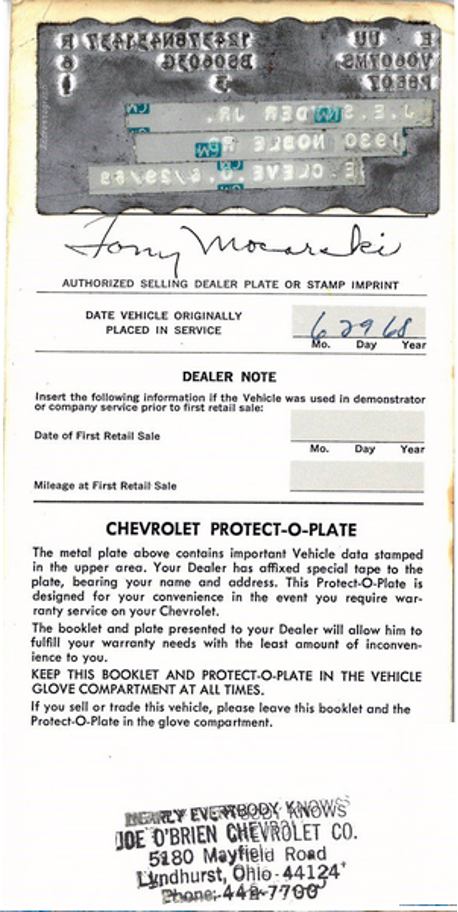 E UU 124378N451437
Addressograph
J.E. JR.
1930 NOBLE
E CLEVE. O. 6/29/68
Tony Mocarski
AUTHORIZED SELLING DEALER PLATE OR STAMP IMPRINT
DATE VEHICLE ORIGINALLY
PLACED IN SERVICE
6 29 68
Mo. Day Year
DEALER NOTE
Insert the following information if the Vehicle was used in demonstrator
or company service prior to first retail sale:
Date of First Retail Sale
Mo. Day Year
Mileage at First Retail Sale
CHEVROLET PROTECT-O-PLATE
The metal plate above contains important Vehicle data stamped
in the upper area. Your Dealer has affixed special tape to the
plate, bearing your name and address. This Protect-O-Plate is
designed for your convenience in the event you require war-
ranty service on your Chevrolet.
The booklet and plate presented to your Dealer will allow him to
fulfill your warranty needs with the least amount of inconven-
ience to you.
KEEP THIS BOOKLET AND PROTECT-O-PLATE IN THE VEHICLE
GLOVE COMPARTMENT AT ALL TIMES.
If you sell or trade this vehicle, please leave this booklet and the
Protect-O-Plate in the glove compartment.
NEARLY EVERYBODY KNOWS
JOE O'BRIEN CHEVROLET CO.
5180 Mayfield Road
Lyndhurst, Ohio - 44124
Phone: 442-7700